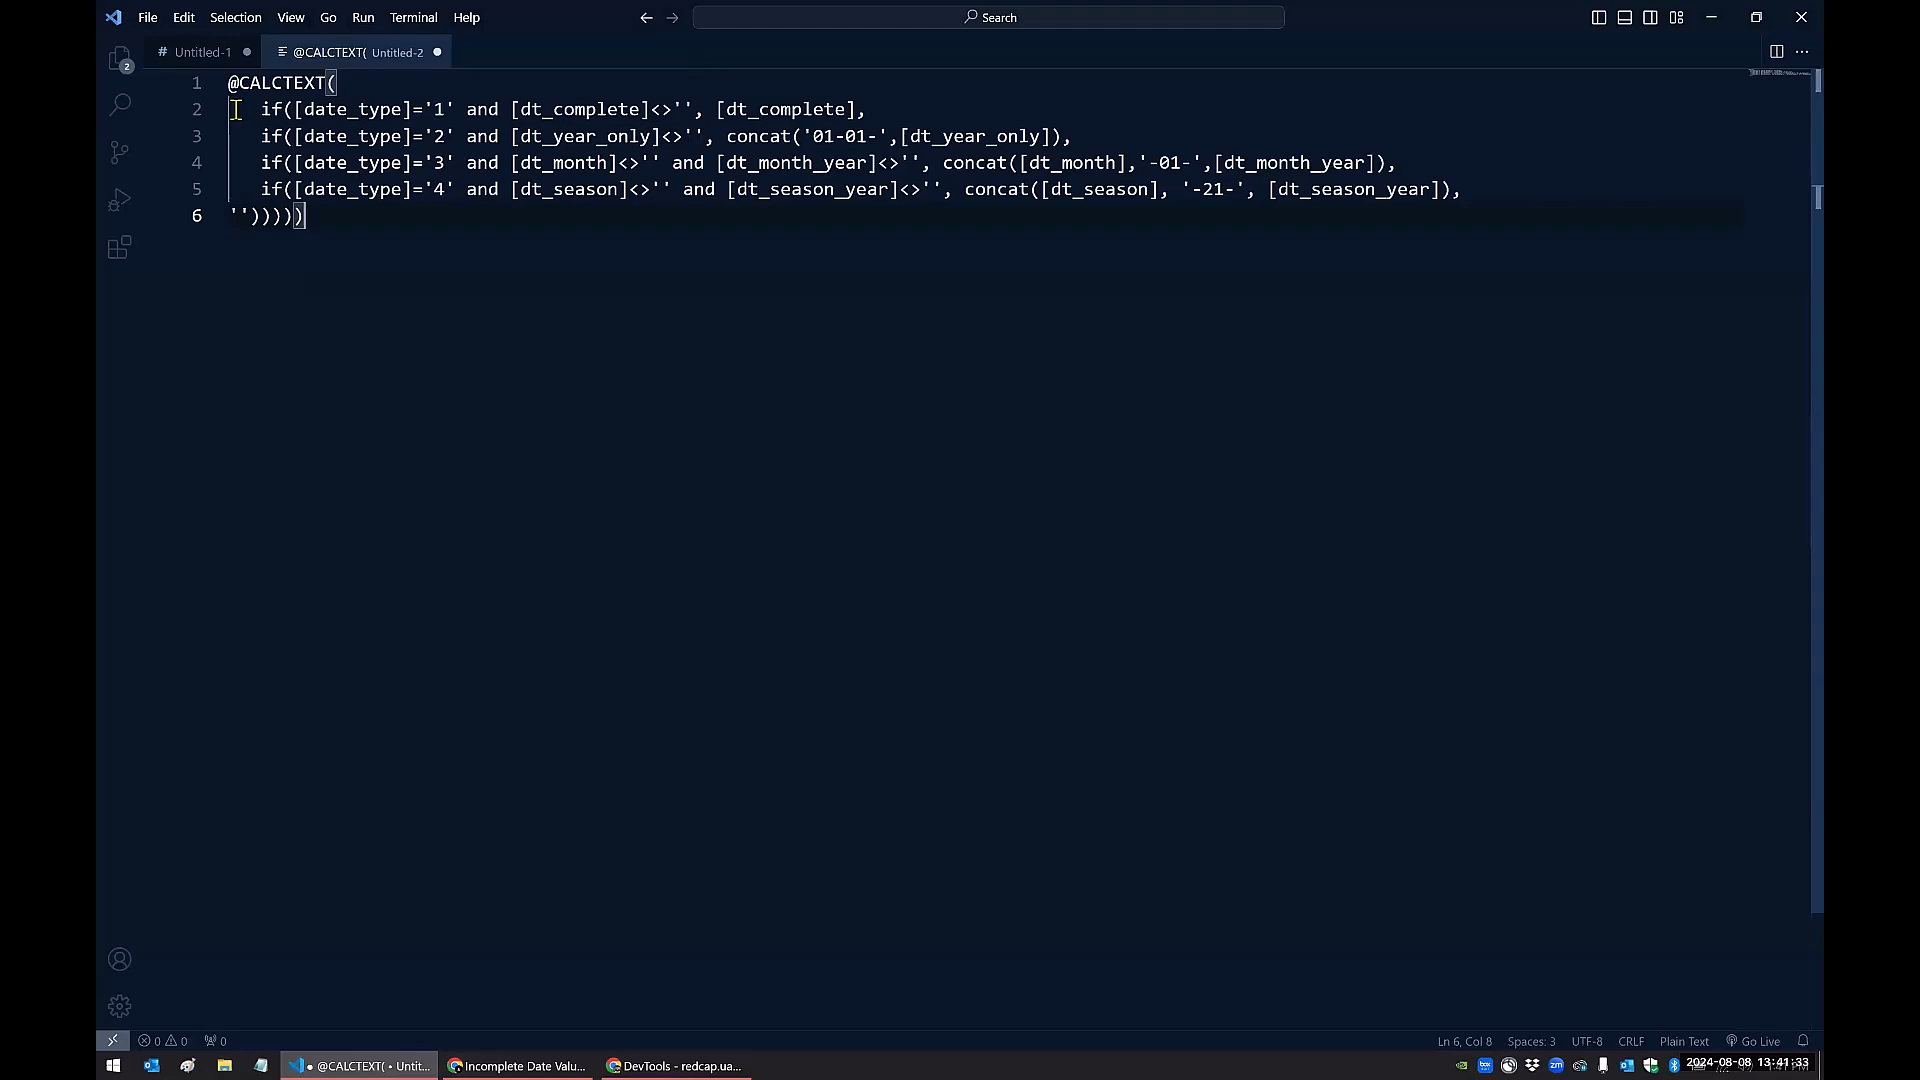 File Edit Selection View Go Run Terminal Help
Search
# Untitled-1
@CALCTEXT( Untitled-2
1 @CALCTEXT(
2 if([date_type]='1' and [dt_complete]<>'', [dt_complete],
3 if([date_type]='2' and [dt_year_only]<>'', concat('01-01-',[dt_year_only]),
4 if([date_type]='3' and [dt_month]<>'' and [dt_month_year]<>'', concat([dt_month],'-01-',[dt_month_year]),
5 if([date_type]='4' and [dt_season]<>'' and [dt_season_year]<>'', concat([dt_season], '-21-', [dt_season_year]),
6 '')))))
2
0 0 0
Ln 6, Col 8 Spaces: 3 UTF-8 CRLF Plain Text Go Live
@CALCTEXT( • Untit... Incomplete Date Valu... DevTools - redcap.ua... 2024-08-08 13:41:33